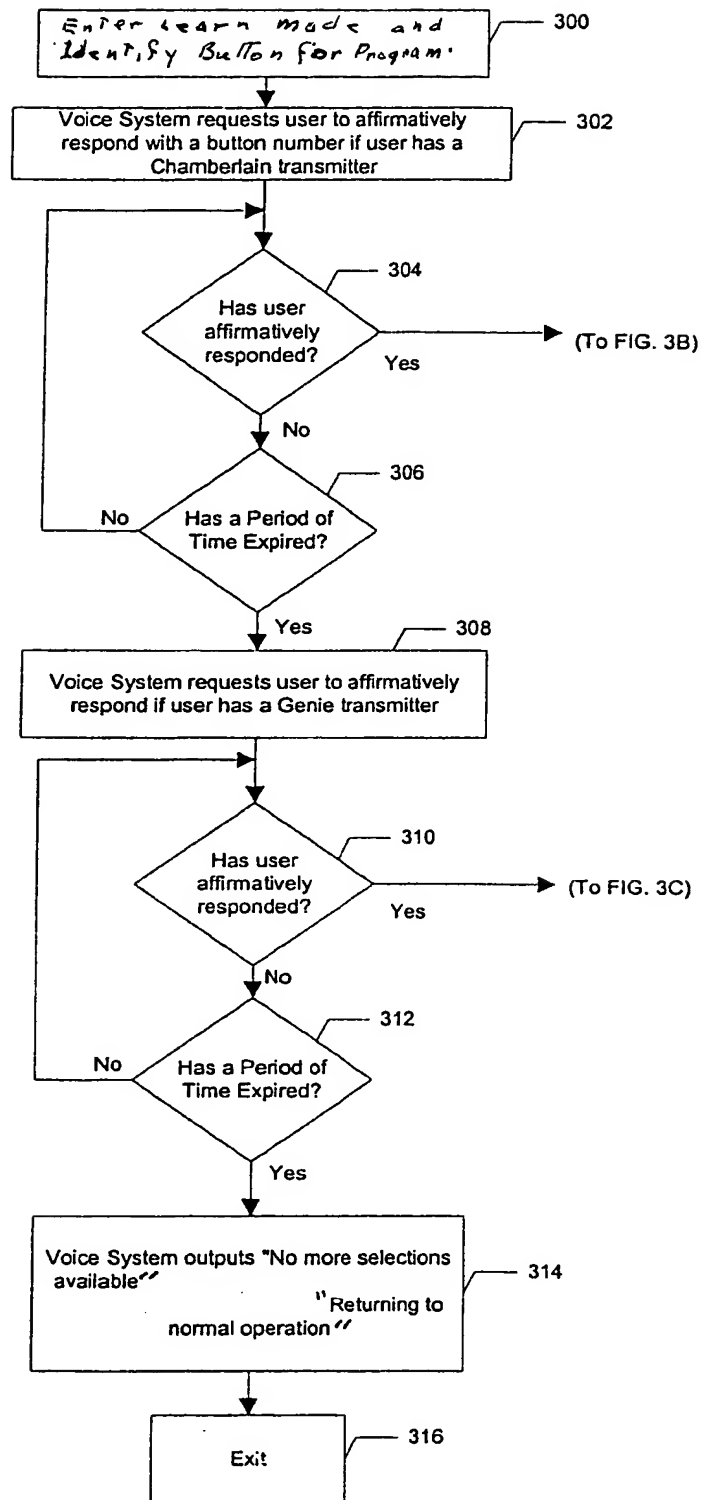 Enter Learn Mode and
Identify Button for Program.
300
Voice System requests user to affirmatively
respond with a button number if user has a
Chamberlain transmitter
302
304
Has user
affirmatively
responded?
Yes
(To FIG. 3B)
No
306
Has a Period of
Time Expired?
No
Yes
308
Voice System requests user to affirmatively
respond if user has a Genie transmitter
310
Has user
affirmatively
responded?
Yes
(To FIG. 3C)
No
312
Has a Period of
Time Expired?
No
Yes
Voice System outputs "No more selections
available"
"Returning to
normal operation"
314
Exit
316